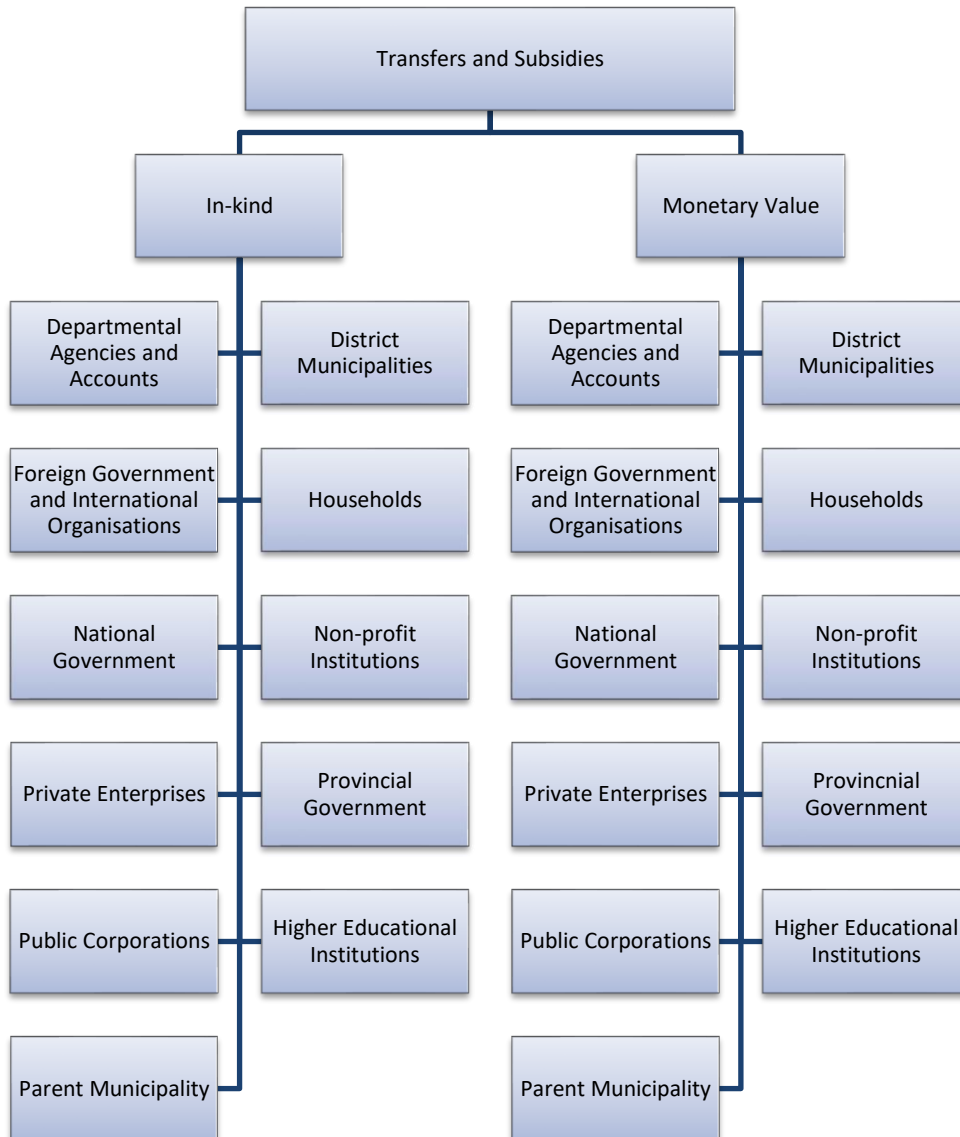 Transfers and Subsidies
In-kind
Monetary Value
Departmental
Agencies and
Accounts
District
Municipalities
Departmental
Agencies and
Accounts
District
Municipalities
Foreign Government
and International
Organisations
Households
Foreign Government
and International
Organisations
Households
National
Government
Non-profit
Institutions
National
Government
Non-profit
Institutions
Private Enterprises
Provincial
Government
Private Enterprises
Provincnial
Government
Public Corporations
Higher Educational
Institutions
Public Corporations
Higher Educational
Institutions
Parent Municipality
Parent Municipality